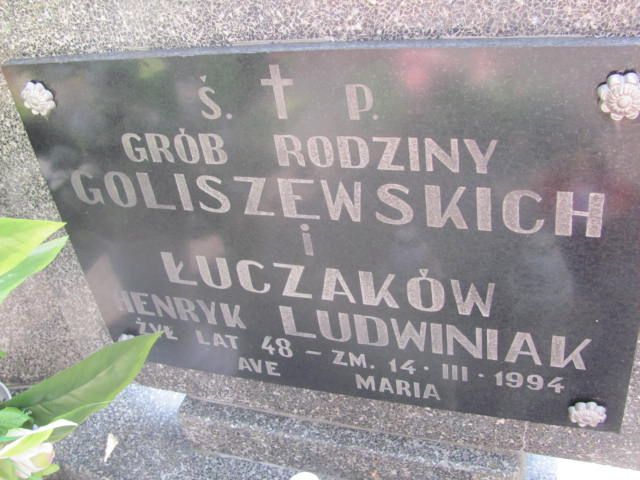 Ś. P.
GRÓB RODZINY
GOLISZEWSKICH
i
ŁUCZAKÓW
HENRYK LUDWINIAK
ŻYŁ LAT 48 - ZM. 14·III·1994
AVE MARIA